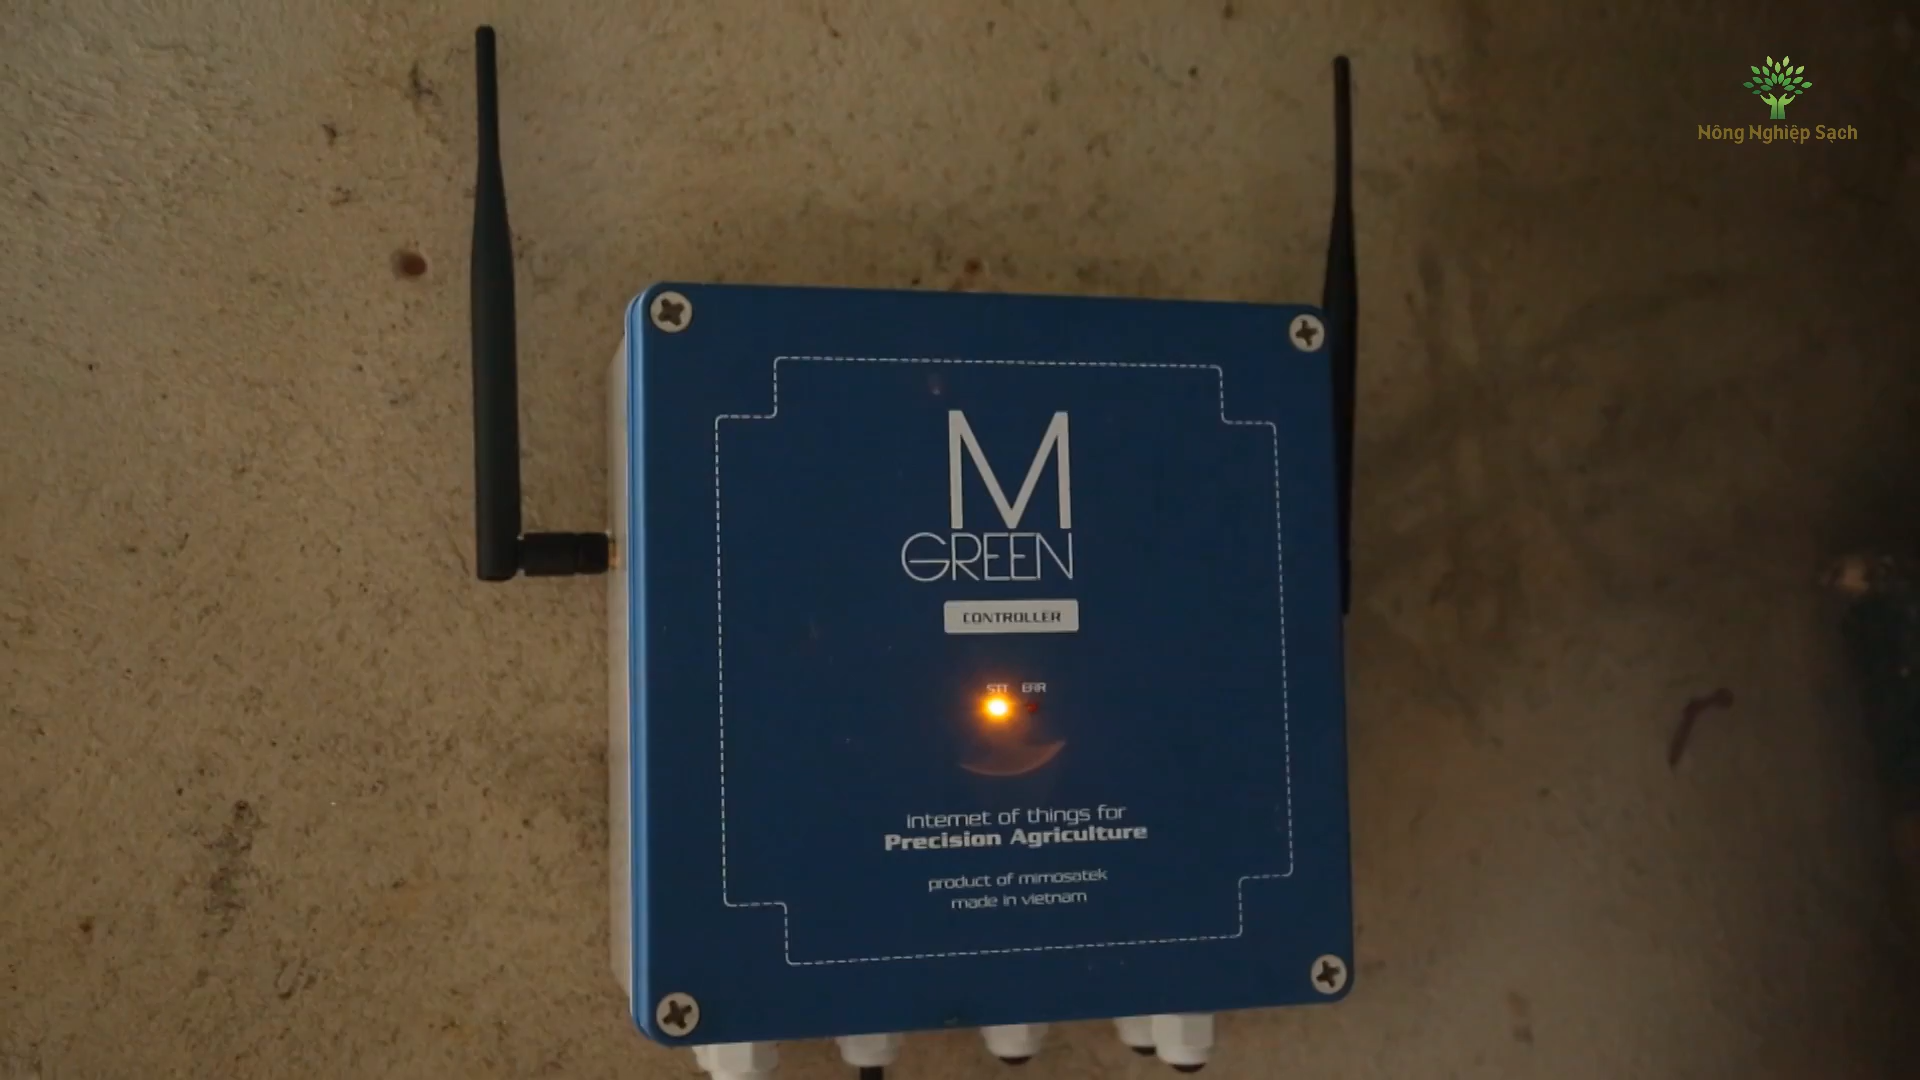 Nông Nghiệp Sạch
M
GREEN
CONTROLLER
STT ERR
internet of things for
Precision Agriculture
product of mimosatek
made in vietnam